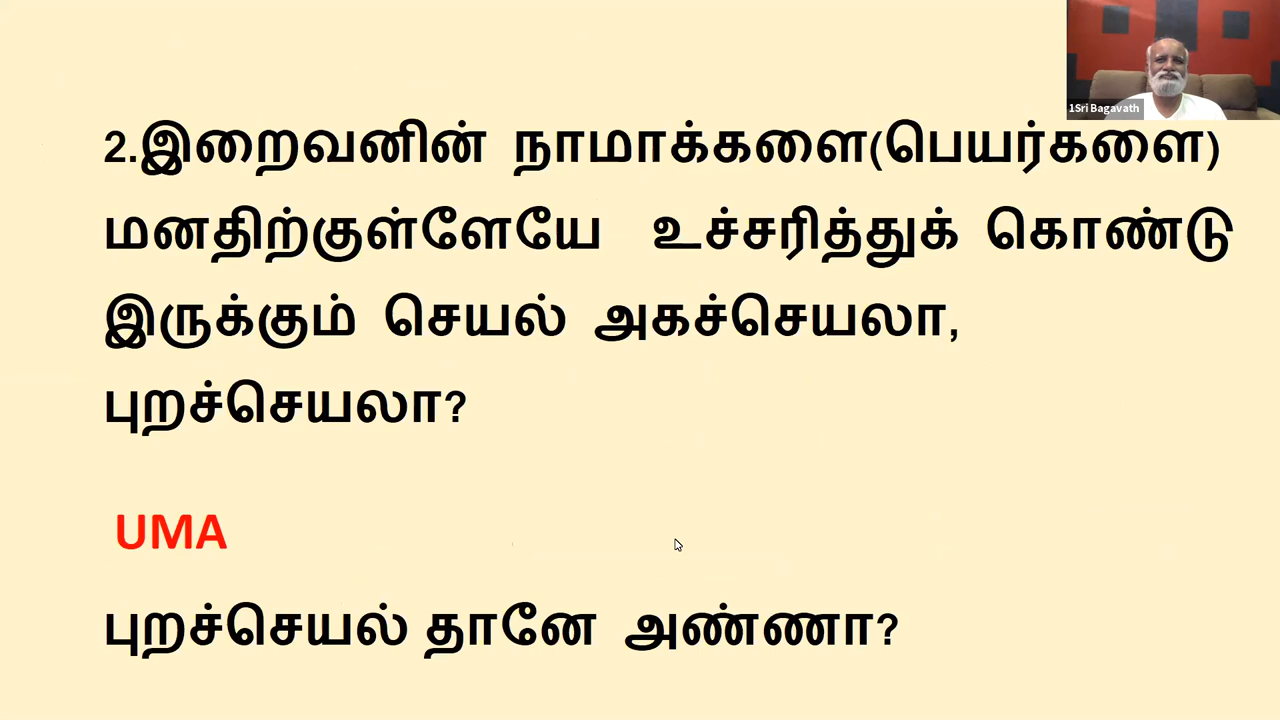 1Sri Bagavath
2.இறைவனின் நாமாக்களை(பெயர்களை)
மனதிற்குள்ளேயே உச்சரித்துக் கொண்டு
இருக்கும் செயல் அகச்செயலா,
புறச்செயலா?
UMA
புறச்செயல் தானே அண்ணா?